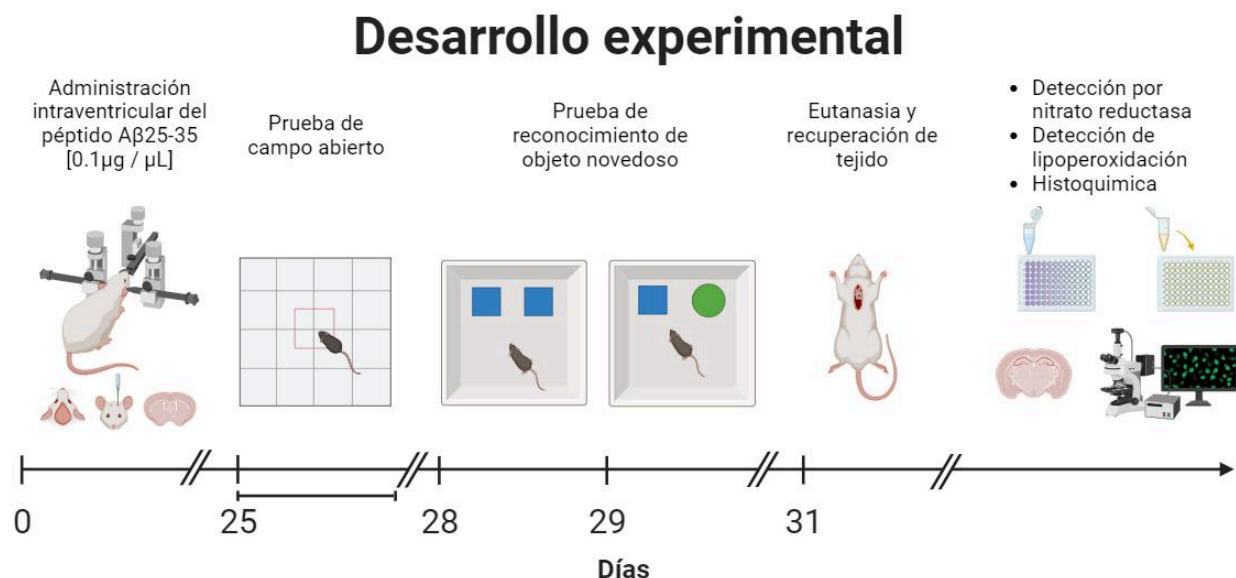 Desarrollo experimental
Administración
intraventricular del
péptido Aβ25-35
[0.1µg / µL]
Prueba de
campo abierto
Prueba de
reconocimiento de
objeto novedoso
Eutanasia y
recuperación de
tejido
• Detección por
nitrato reductasa
• Detección de
lipoperoxidación
• Histoquimica
0
25
28
29
31
Días